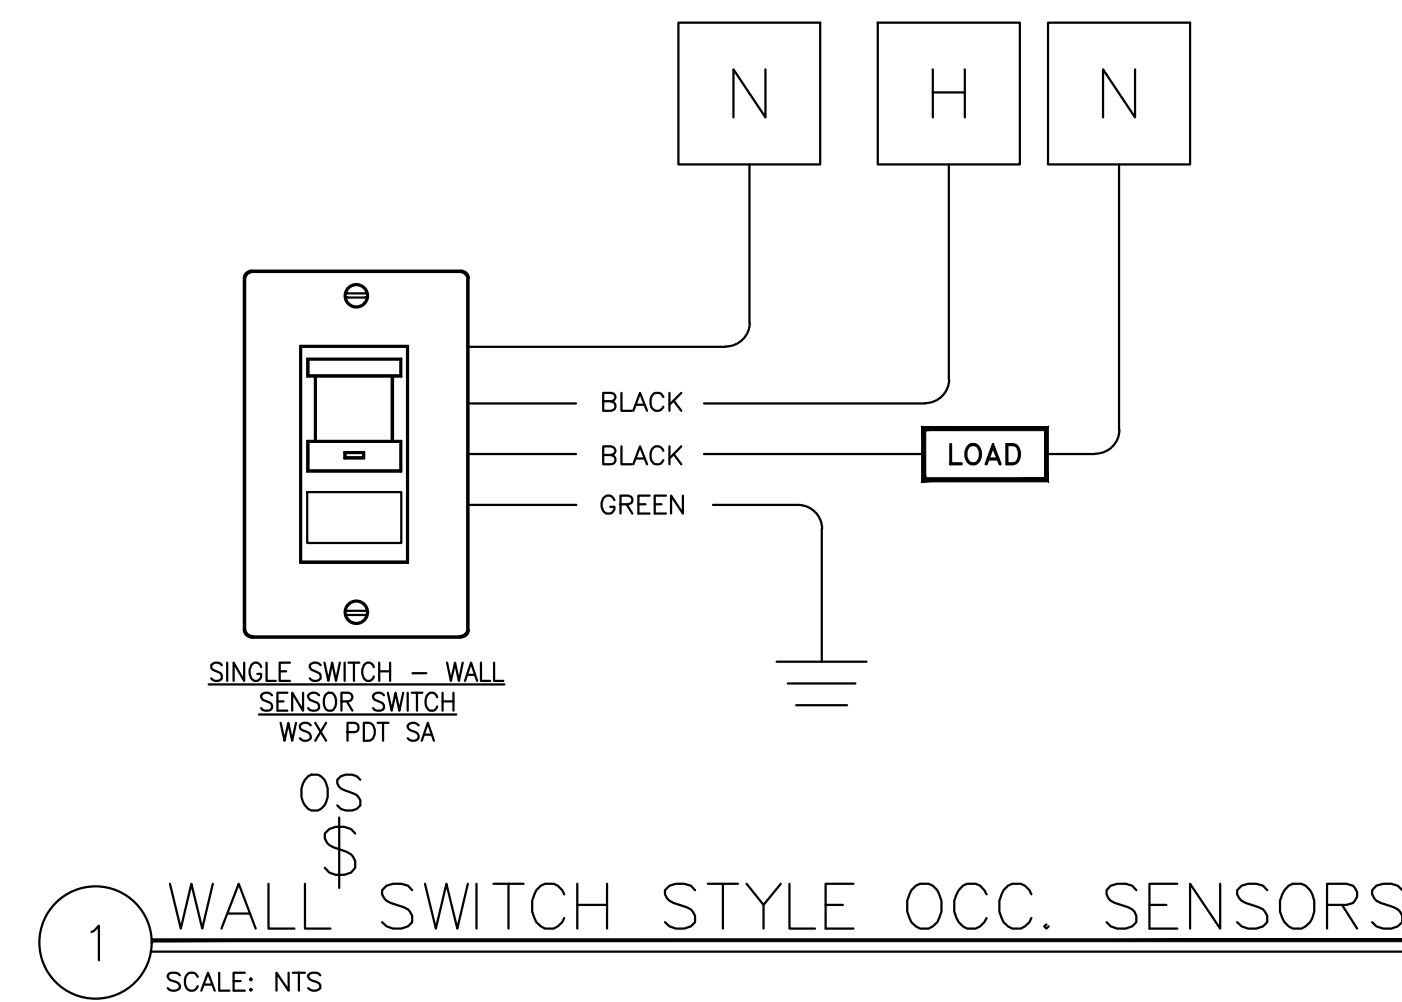 N H N
BLACK
BLACK LOAD
GREEN
SINGLE SWITCH - WALL
SENSOR SWITCH
WSX PDT SA
OS
$
1 WALL SWITCH STYLE OCC. SENSORS
SCALE: NTS